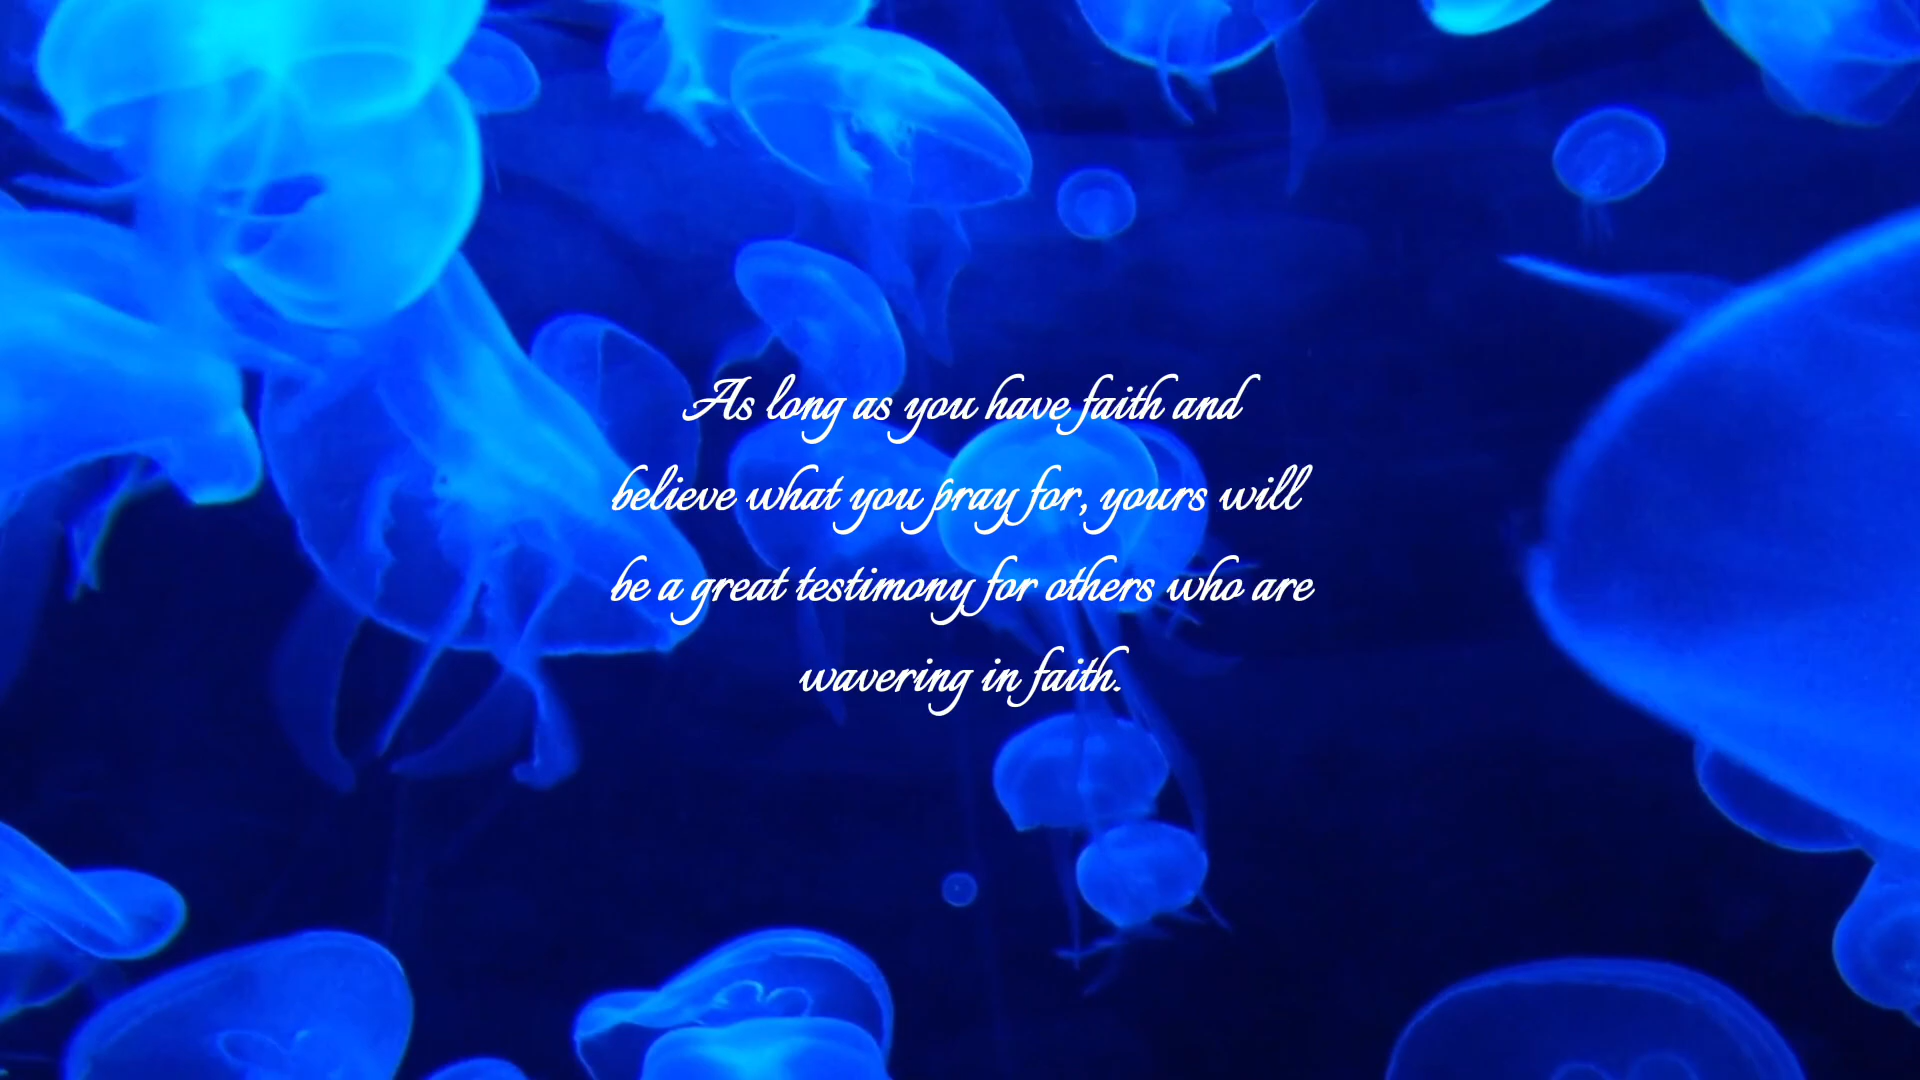 As long as you have faith and
believe what you pray for, yours will
be a great testimony for others who are
wavering in faith.